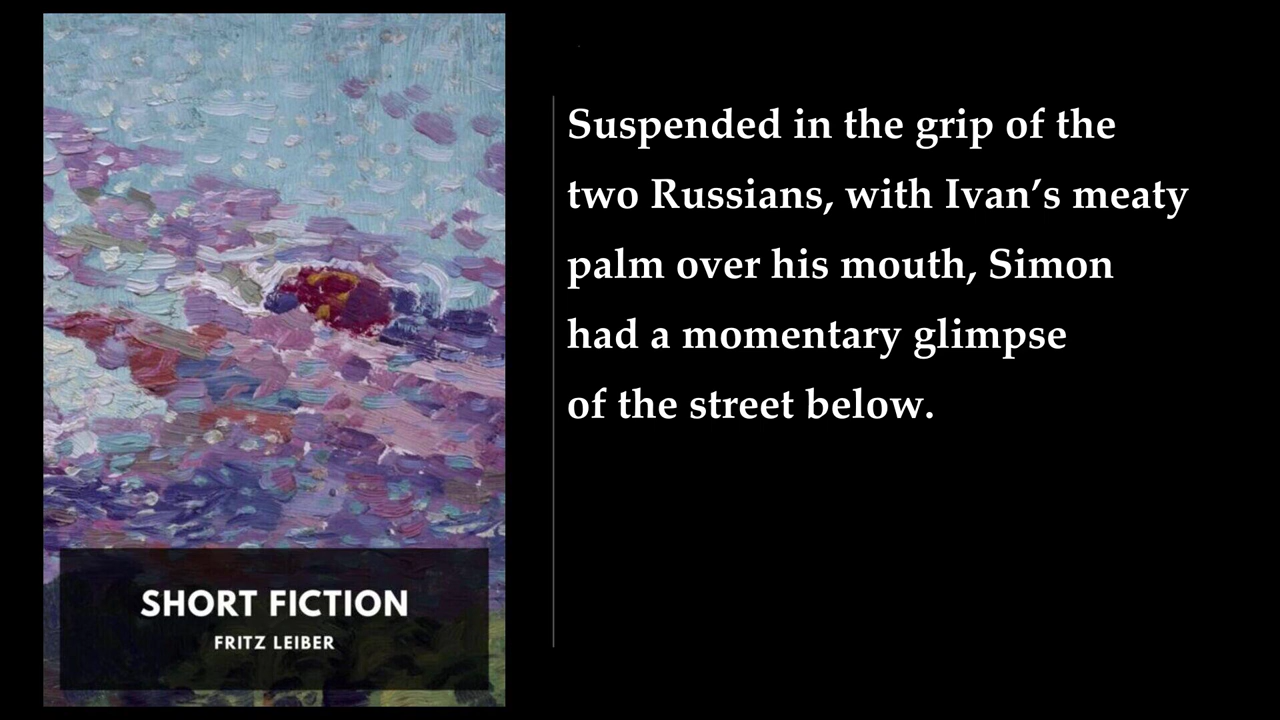 SHORT FICTION
FRITZ LEIBER
Suspended in the grip of the
two Russians, with Ivan’s meaty
palm over his mouth, Simon
had a momentary glimpse
of the street below.